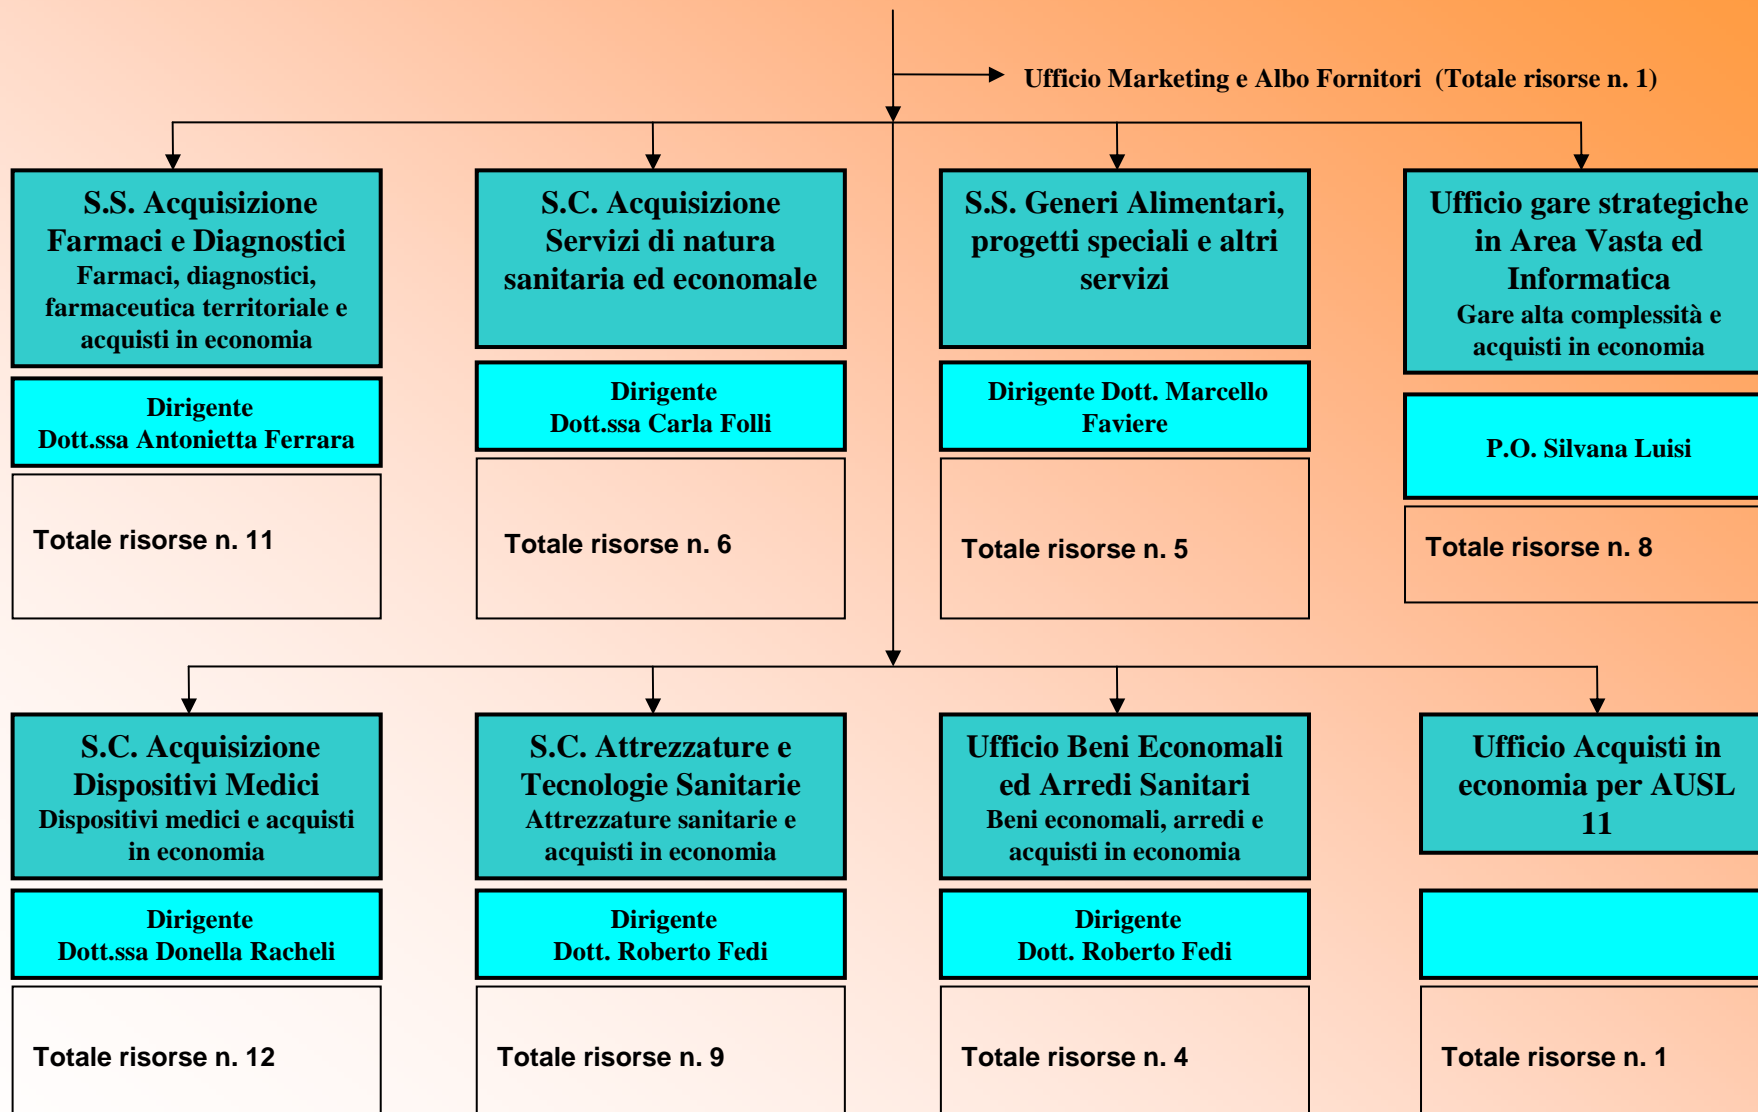 Ufficio Marketing e Albo Fornitori (Totale risorse n. 1)
S.S. Acquisizione
Farmaci e Diagnostici
Farmaci, diagnostici,
farmaceutica territoriale e
acquisti in economia
Dirigente
Dott.ssa Antonietta Ferrara
Totale risorse n. 11
S.C. Acquisizione
Servizi di natura
sanitaria ed economale
Dirigente
Dott.ssa Carla Folli
Totale risorse n. 6
S.S. Generi Alimentari,
progetti speciali e altri
servizi
Dirigente Dott. Marcello
Faviere
Totale risorse n. 5
Ufficio gare strategiche
in Area Vasta ed
Informatica
Gare alta complessità e
acquisti in economia
P.O. Silvana Luisi
Totale risorse n. 8
S.C. Acquisizione
Dispositivi Medici
Dispositivi medici e acquisti
in economia
Dirigente
Dott.ssa Donella Racheli
Totale risorse n. 12
S.C. Attrezzature e
Tecnologie Sanitarie
Attrezzature sanitarie e
acquisti in economia
Dirigente
Dott. Roberto Fedi
Totale risorse n. 9
Ufficio Beni Economali
ed Arredi Sanitari
Beni economali, arredi e
acquisti in economia
Dirigente
Dott. Roberto Fedi
Totale risorse n. 4
Ufficio Acquisti in
economia per AUSL
11
Totale risorse n. 1